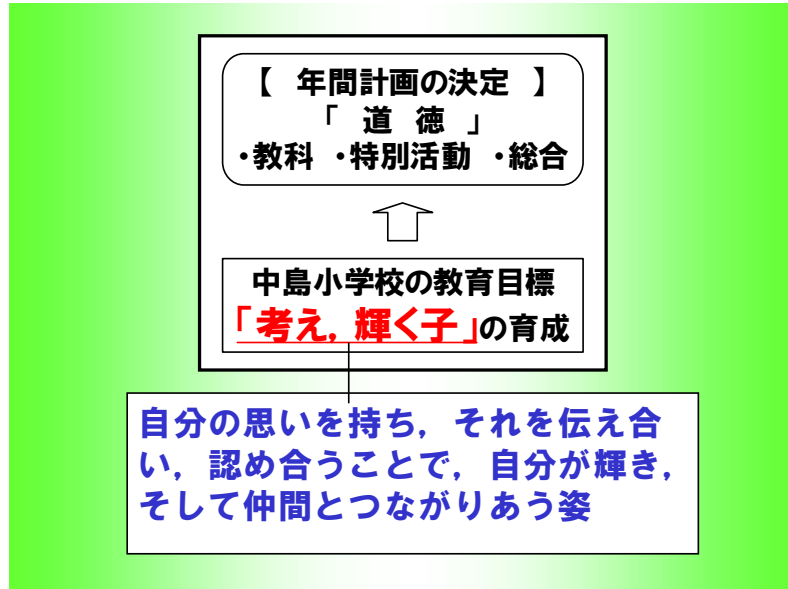 【 年間計画の決定 】
「 道 徳 」
・教科 ・特別活動 ・総合
中島小学校の教育目標
「考え，輝く子」の育成
自分の思いを持ち，それを伝え合
い，認め合うことで，自分が輝き，
そして仲間とつながりあう姿